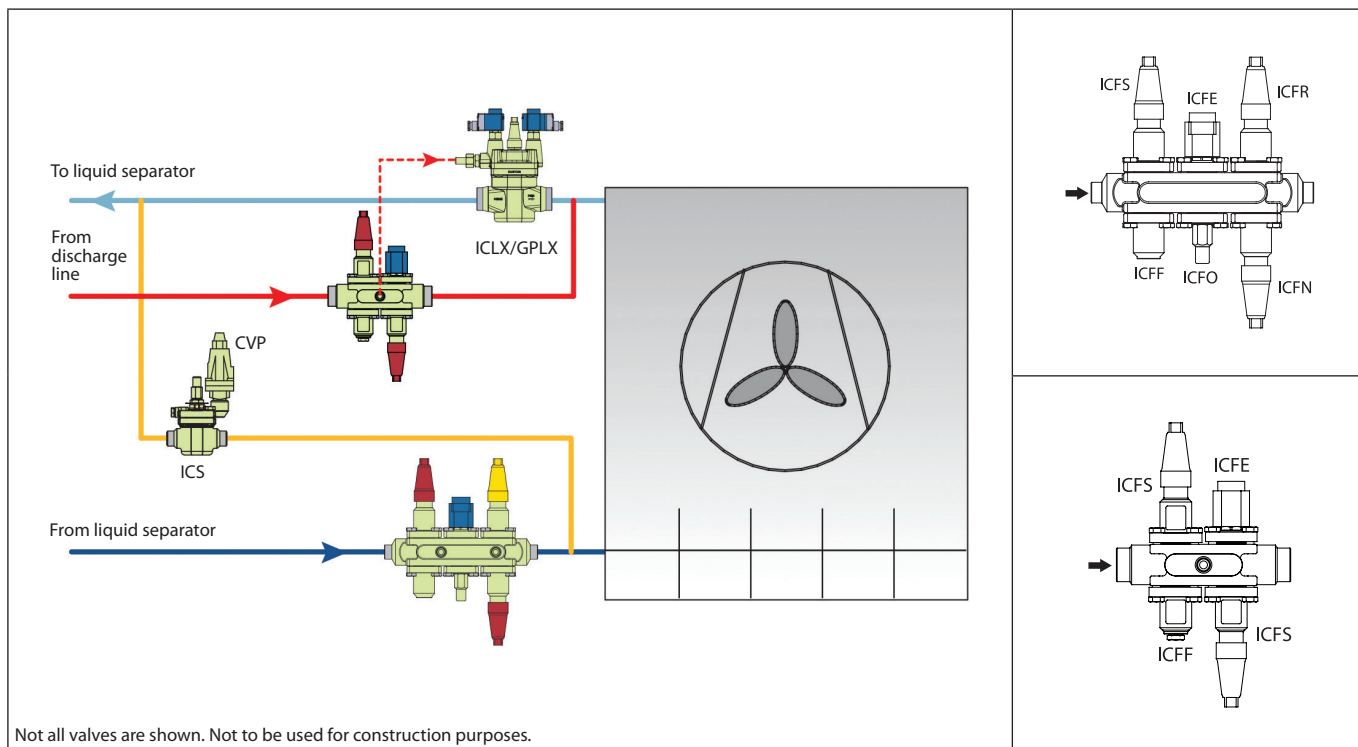 To liquid separator
From
discharge
line
ICLX/GPLX
CVP
ICS
From liquid separator
Not all valves are shown. Not to be used for construction purposes.
ICFS
ICFE
ICFR
ICFF
ICFO
ICFN
ICFS
ICFE
ICFF
ICFS